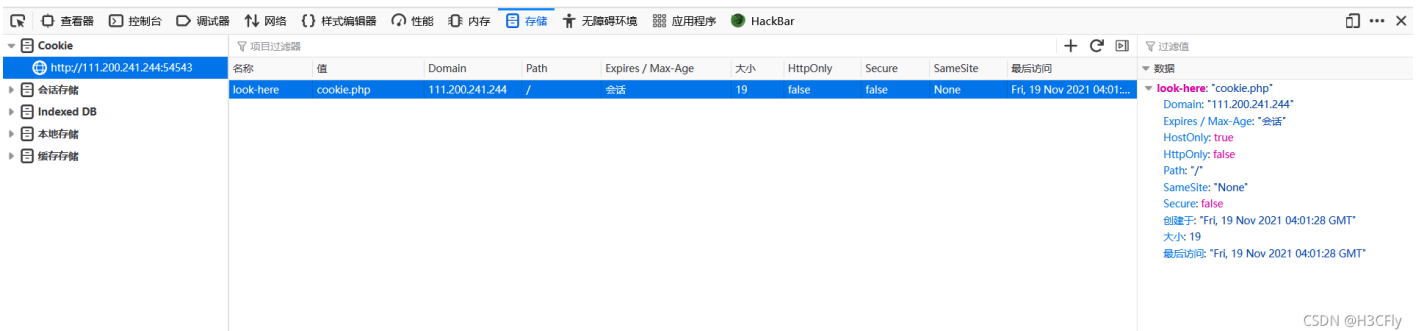 查看器 控制台 调试器 网络 {} 样式编辑器 性能 内存 存储 无障碍环境 应用程序 HackBar
Cookie
http://111.200.241.244:54543
会话存储
Indexed DB
本地存储
缓存存储
项目过滤器
名称 值 Domain Path Expires / Max-Age 大小 HttpOnly Secure SameSite 最后访问
look-here cookie.php 111.200.241.244 / 会话 19 false false None Fri, 19 Nov 2021 04:01:...
过滤值
数据
look-here: "cookie.php"
Domain: "111.200.241.244"
Expires / Max-Age: "会话"
HostOnly: true
HttpOnly: false
Path: "/"
SameSite: "None"
Secure: false
创建于: "Fri, 19 Nov 2021 04:01:28 GMT"
大小: 19
最后访问: "Fri, 19 Nov 2021 04:01:28 GMT"
CSDN @H3CFly